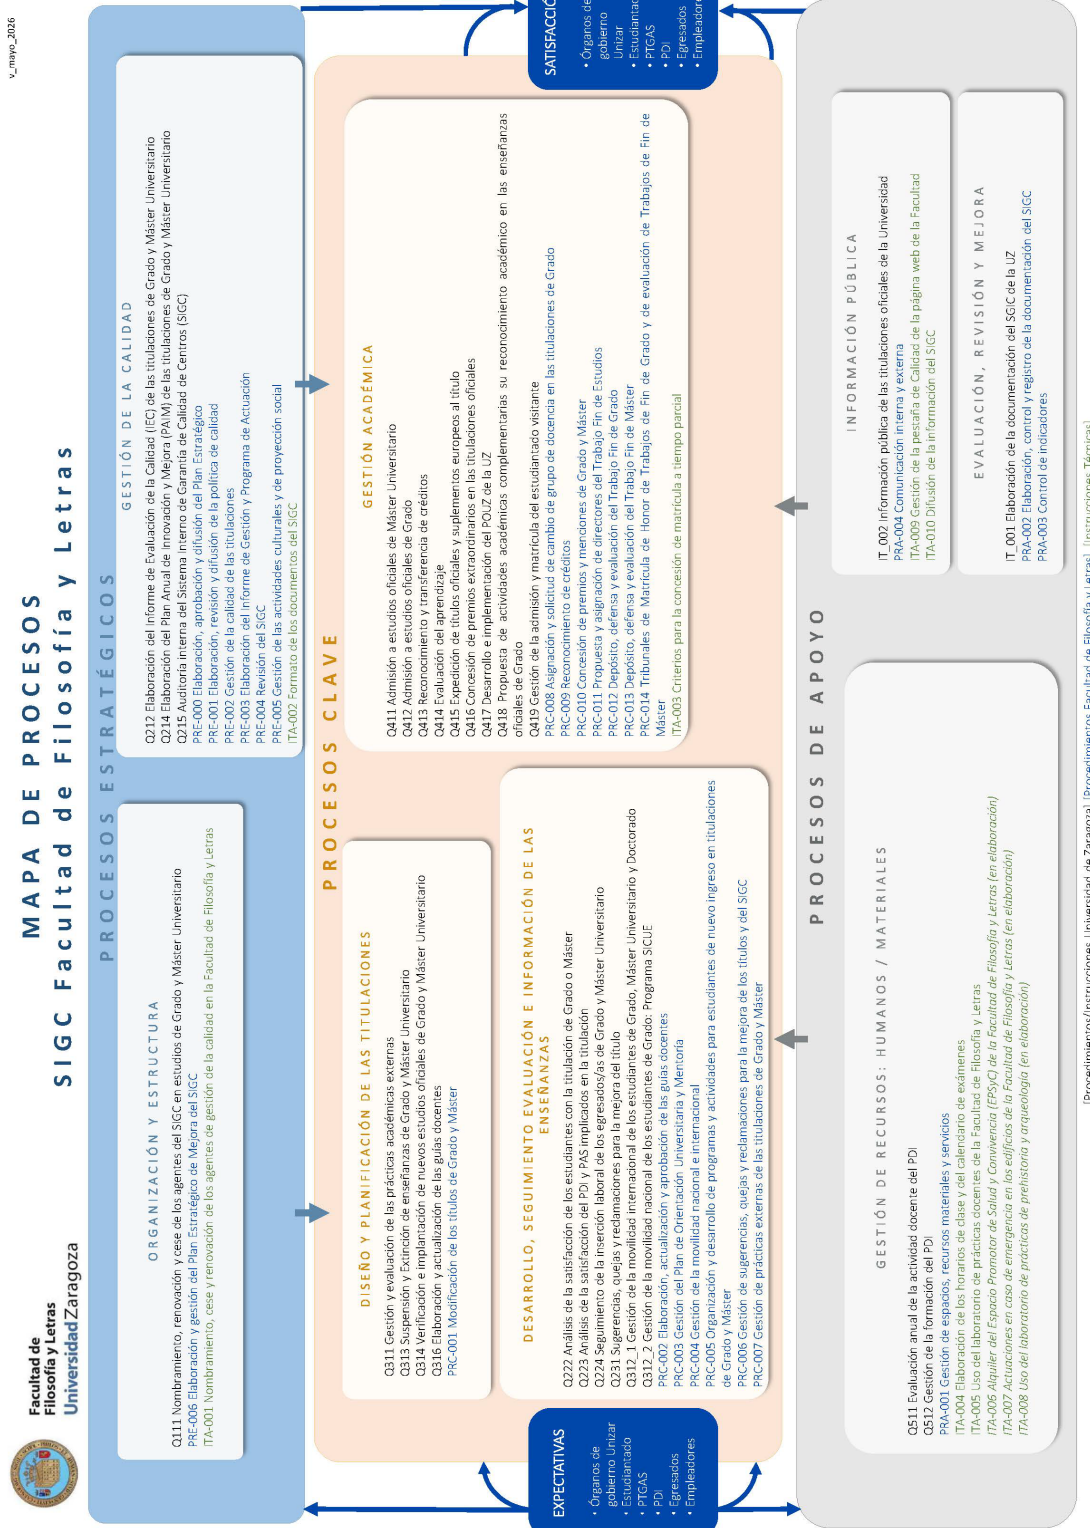 Facultad de
Filosofía y Letras
Universidad Zaragoza
MAPA DE PROCESOS
SIGC Facultad de Filosofía y Letras
v_mayo_2026
PROCESOS ESTRATÉGICOS
ORGANIZACIÓN Y ESTRUCTURA
Q111 Nombramiento, renovación y cese de los agentes del SIGC en estudios de Grado y Máster Universitario
PRE-006 Elaboración y gestión del Plan Estratégico de Mejora del SIGC
ITA-001 Nombramiento, cese y renovación de los agentes de gestión de la calidad en la Facultad de Filosofía y Letras
GESTIÓN DE LA CALIDAD
Q212 Elaboración del Informe de Evaluación de la Calidad (IEC) de las titulaciones de Grado y Máster Universitario
Q214 Elaboración del Plan Anual de Innovación y Mejora (PAIM) de las titulaciones de Grado y Máster Universitario
Q215 Auditoría interna del Sistema Interno de Garantía de Calidad de Centros (SIGC)
PRE-000 Elaboración, aprobación y difusión del Plan Estratégico
PRE-001 Elaboración, revisión y difusión de la política de calidad
PRE-002 Gestión de la calidad de las titulaciones
PRE-003 Elaboración del Informe de Gestión y Programa de Actuación
PRE-004 Revisión del SIGC
PRE-005 Gestión de las actividades culturales y de proyección social
ITA-002 Formato de los documentos del SIGC
PROCESOS CLAVE
DISEÑO Y PLANIFICACIÓN DE LAS TITULACIONES
Q311 Gestión y evaluación de las prácticas académicas externas
Q313 Suspensión y Extinción de enseñanzas de Grado y Máster Universitario
Q314 Verificación e implantación de nuevos estudios oficiales de Grado y Máster Universitario
Q316 Elaboración y actualización de las guías docentes
PRC-001 Modificación de los títulos de Grado y Máster
GESTIÓN ACADÉMICA
Q411 Admisión a estudios oficiales de Máster Universitario
Q412 Admisión a estudios oficiales de Grado
Q413 Reconocimiento y transferencia de créditos
Q414 Evaluación del aprendizaje
Q415 Expedición de títulos oficiales y suplementos europeos al título
Q416 Concesión de premios extraordinarios en las titulaciones oficiales
Q417 Desarrollo e implementación del POUZ de la UZ
Q418 Propuesta de actividades académicas complementarias su reconocimiento académico en las enseñanzas
oficiales de Grado
Q419 Gestión de la admisión y matrícula del estudiantado visitante
PRC-008 Asignación y solicitud de cambio de grupo de docencia en las titulaciones de Grado
PRC-009 Reconocimiento de créditos
PRC-010 Concesión de premios y menciones de Grado y Máster
PRC-011 Propuesta y asignación de directores del Trabajo Fin de Estudios
PRC-012 Depósito, defensa y evaluación del Trabajo Fin de Grado
PRC-013 Depósito, defensa y evaluación del Trabajo Fin de Máster
PRC-014 Tribunales de Matrícula de Honor de Trabajos de Fin de Grado y de evaluación de Trabajos de Fin de
Máster
ITA-003 Criterios para la concesión de matrícula a tiempo parcial
DESARROLLO, SEGUIMIENTO EVALUACIÓN E INFORMACIÓN DE LAS
ENSEÑANZAS
Q222 Análisis de la satisfacción de los estudiantes con la titulación de Grado o Máster
Q223 Análisis de la satisfacción del PDI y PAS implicados en la titulación
Q224 Seguimiento de la inserción laboral de los egresados/as de Grado y Máster Universitario
Q231 Sugerencias, quejas y reclamaciones para la mejora del título
Q312_1 Gestión de la movilidad internacional de los estudiantes de Grado, Máster Universitario y Doctorado
Q312_2 Gestión de la movilidad nacional de los estudiantes de Grado: Programa SICUE
PRC-002 Elaboración, actualización y aprobación de las guías docentes
PRC-003 Gestión del Plan de Orientación Universitaria y Mentoría
PRC-004 Gestión de la movilidad nacional e internacional
PRC-005 Organización y desarrollo de programas y actividades para estudiantes de nuevo ingreso en titulaciones
de Grado y Máster
PRC-006 Gestión de sugerencias, quejas y reclamaciones para la mejora de los títulos y del SIGC
PRC-007 Gestión de prácticas externas de las titulaciones de Grado y Máster
EXPECTATIVAS
• Órganos de
gobierno Unizar
• Estudiantado
• PTGAS
• PDI
• Egresados
• Empleadores
SATISFACCIÓ
• Órganos de
gobierno
Unizar
• Estudiantad
• PTGAS
• PDI
• Egresados
• Empleadore
PROCESOS DE APOYO
GESTIÓN DE RECURSOS: HUMANOS / MATERIALES
Q511 Evaluación anual de la actividad docente del PDI
Q512 Gestión de la formación del PDI
PRA-001 Gestión de espacios, recursos materiales y servicios
ITA-004 Elaboración de los horarios de clase y del calendario de exámenes
ITA-005 Uso del laboratorio de prácticas docentes de la Facultad de Filosofía y Letras
ITA-006 Alquiler del Espacio Promotor de Salud y Convivencia (EPSyC) de la Facultad de Filosofía y Letras (en elaboración)
ITA-007 Actuaciones en caso de emergencia en los edificios de la Facultad de Filosofía y Letras (en elaboración)
ITA-008 Uso del laboratorio de prácticas de prehistoria y arqueología (en elaboración)
INFORMACIÓN PÚBLICA
IT_002 Información pública de las titulaciones oficiales de la Universidad
PRA-004 Comunicación interna y externa
ITA-009 Gestión de la pestaña de Calidad de la página web de la Facultad
ITA-010 Difusión de la información del SIGC
EVALUACIÓN, REVISIÓN Y MEJORA
IT_001 Elaboración de la documentación del SGIC de la UZ
PRA-002 Elaboración, control y registro de la documentación del SIGC
PRA-003 Control de indicadores
[Procedimientos/Instrucciones Universidad de Zaragoza] [Procedimientos Facultad de Filosofía y Letras] [Instrucciones Técnicas]